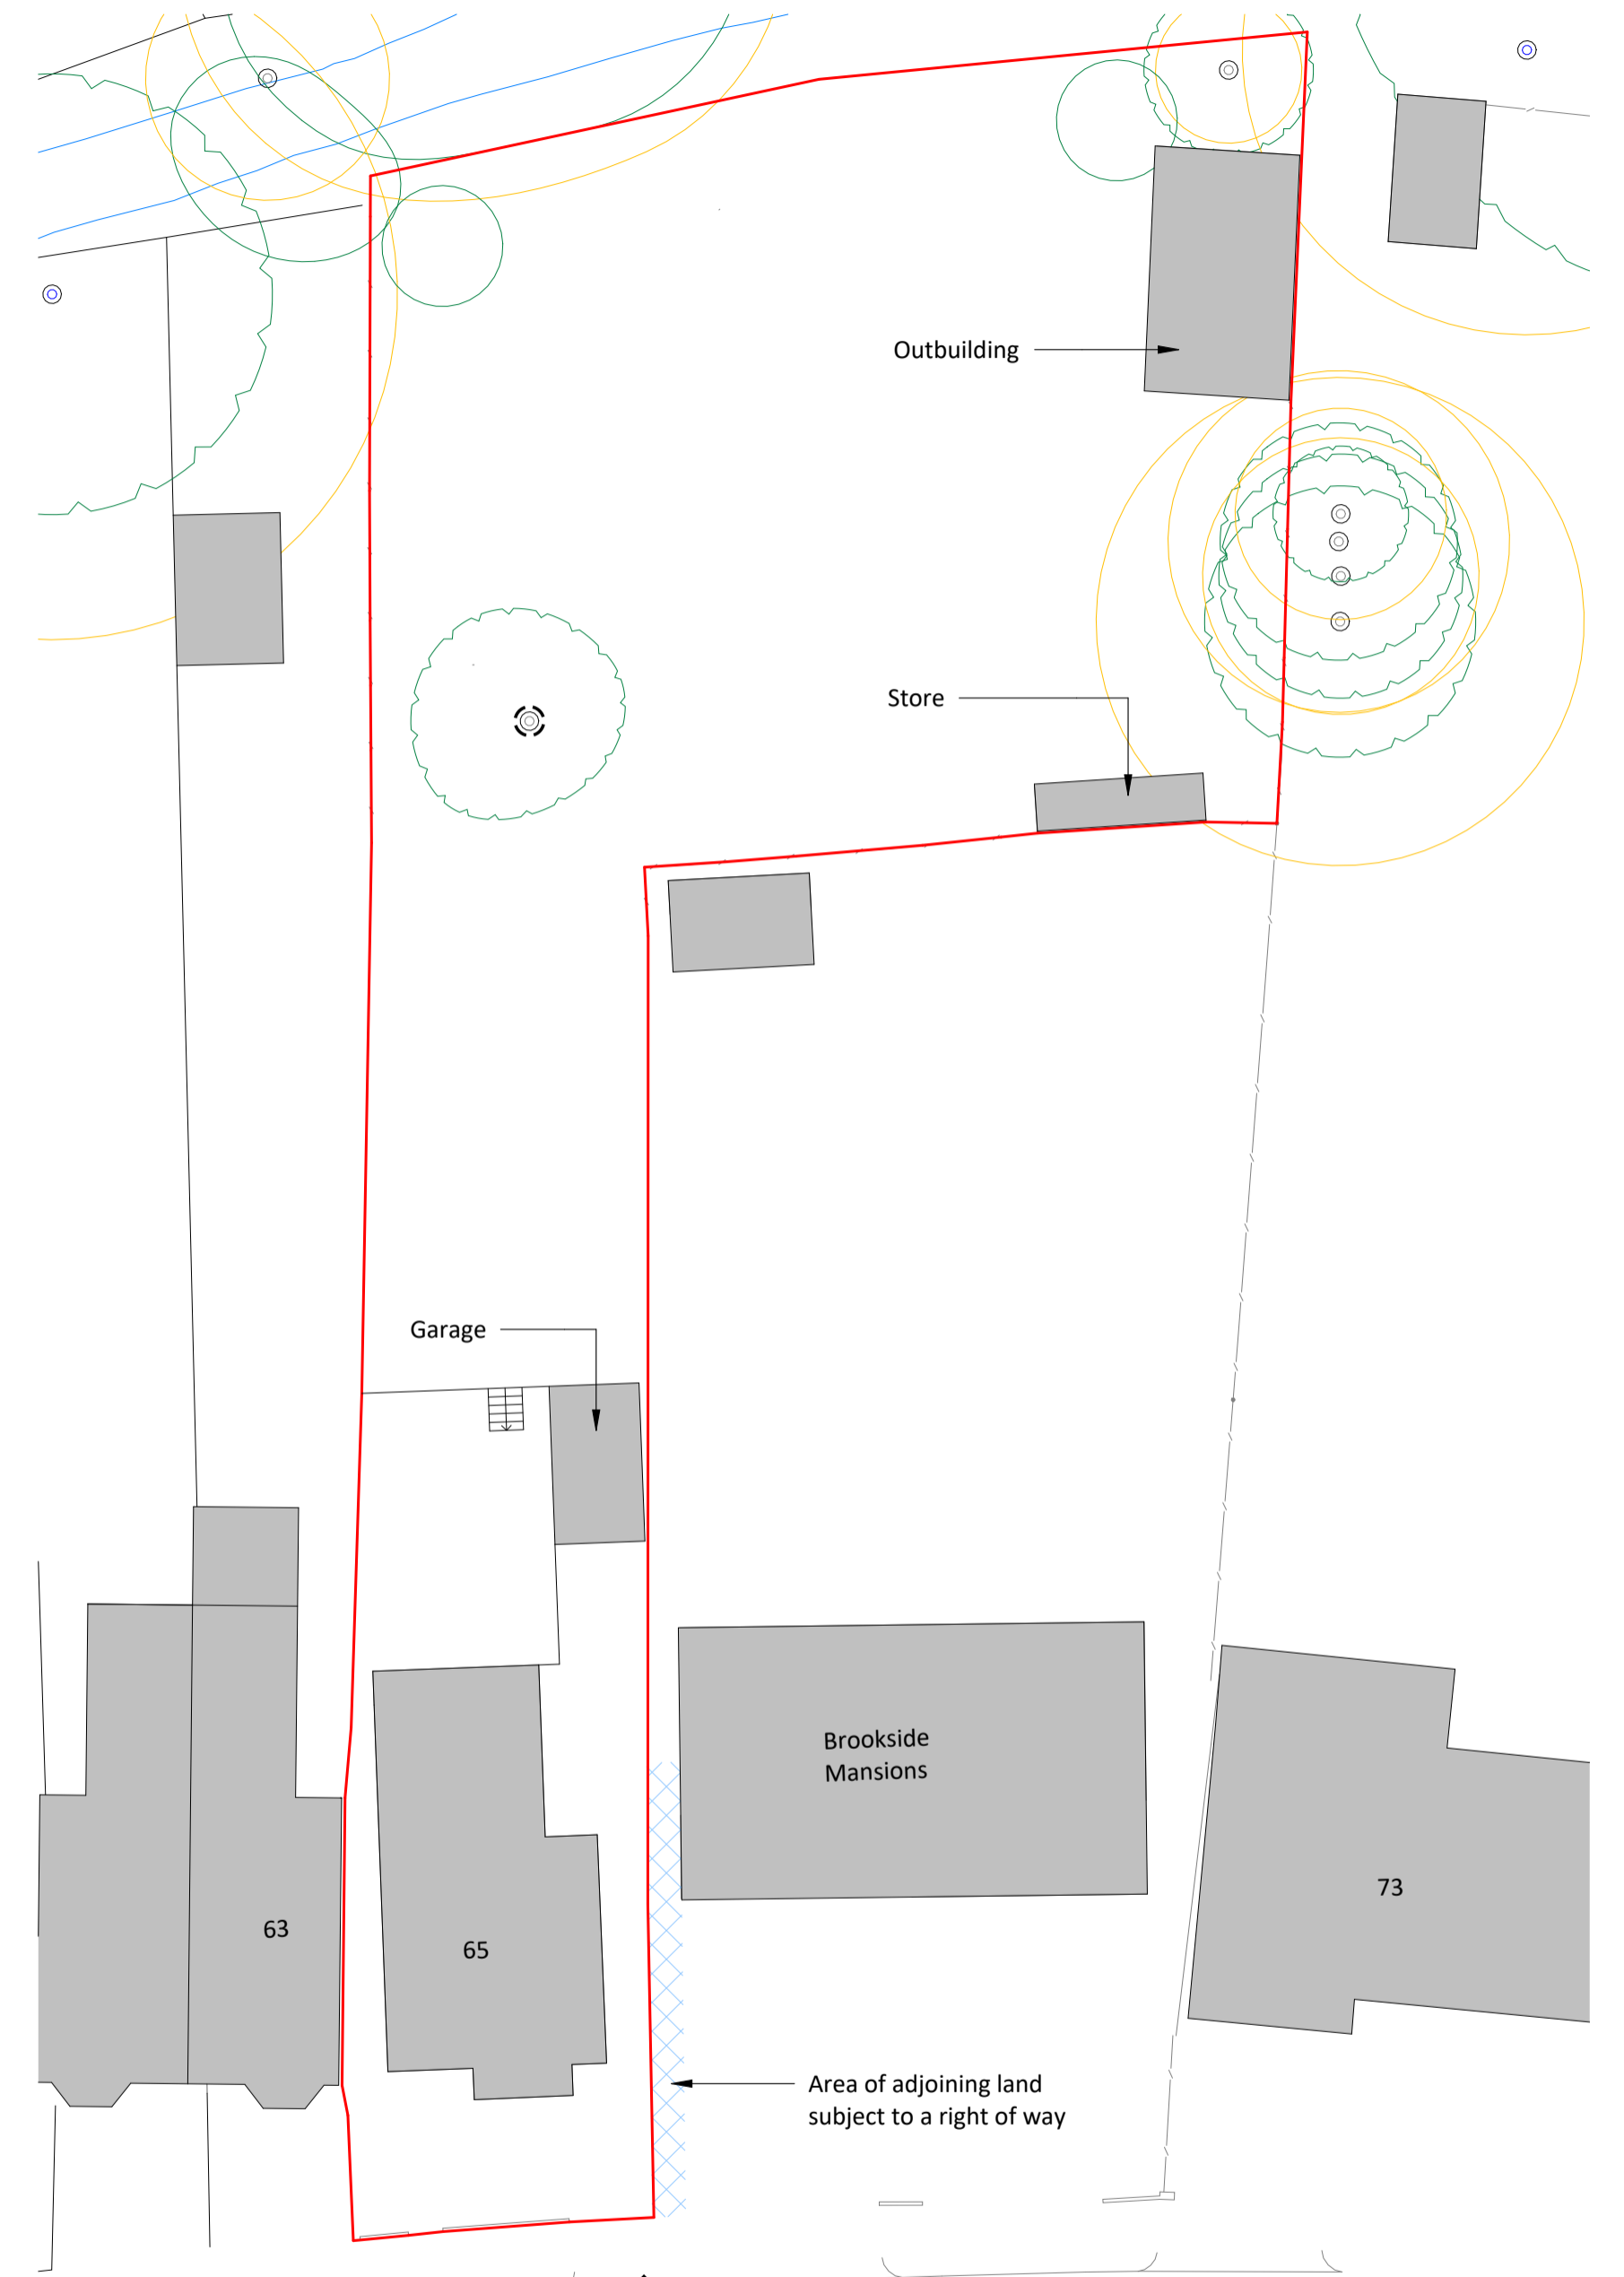 Outbuilding
Store
Garage
Brookside
Mansions
73
63
65
Area of adjoining land
subject to a right of way